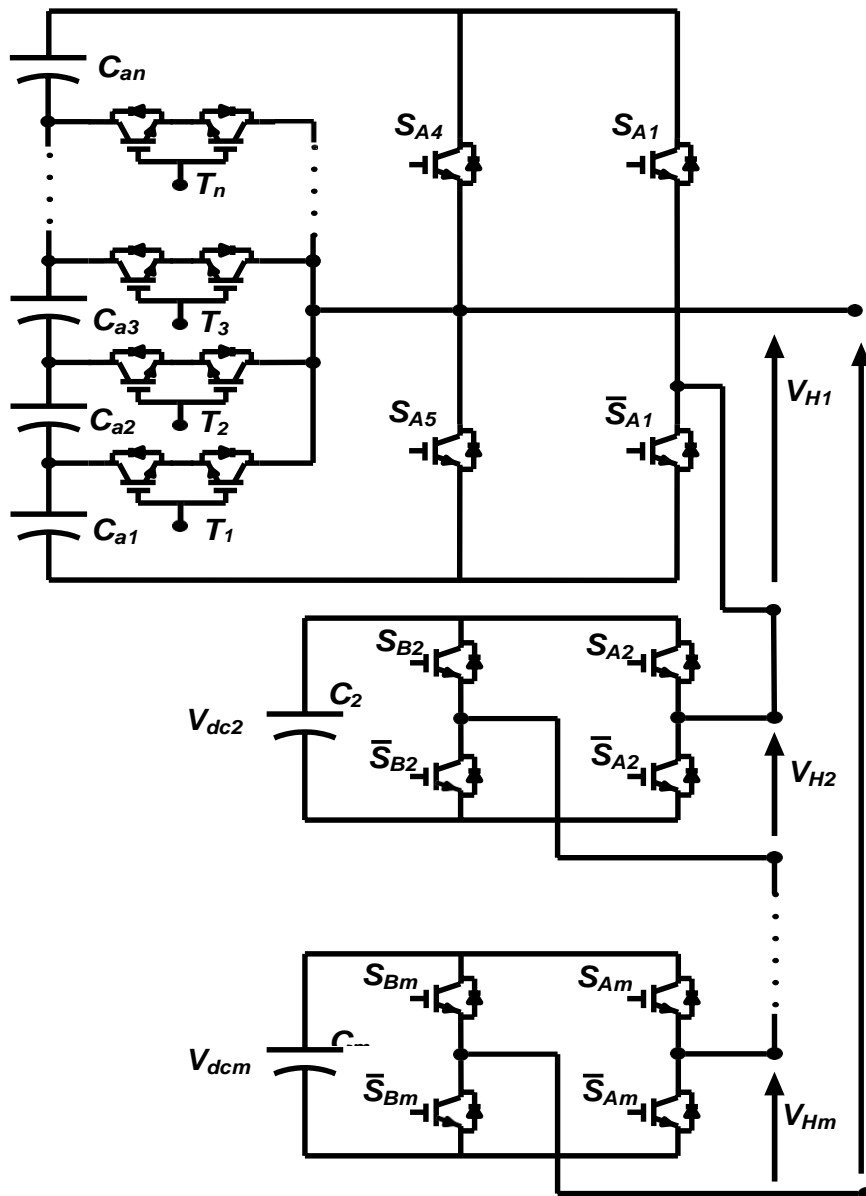 Can
SA4
SA1
Tn
Ca3
T3
VH1
Ca2
T2
SA5
S̅A1
Ca1
T1
SB2
SA2
C2
Vdc2
S̅B2
S̅A2
VH2
SBm
SAm
Vdcm
S̅Bm
S̅Am
VHm